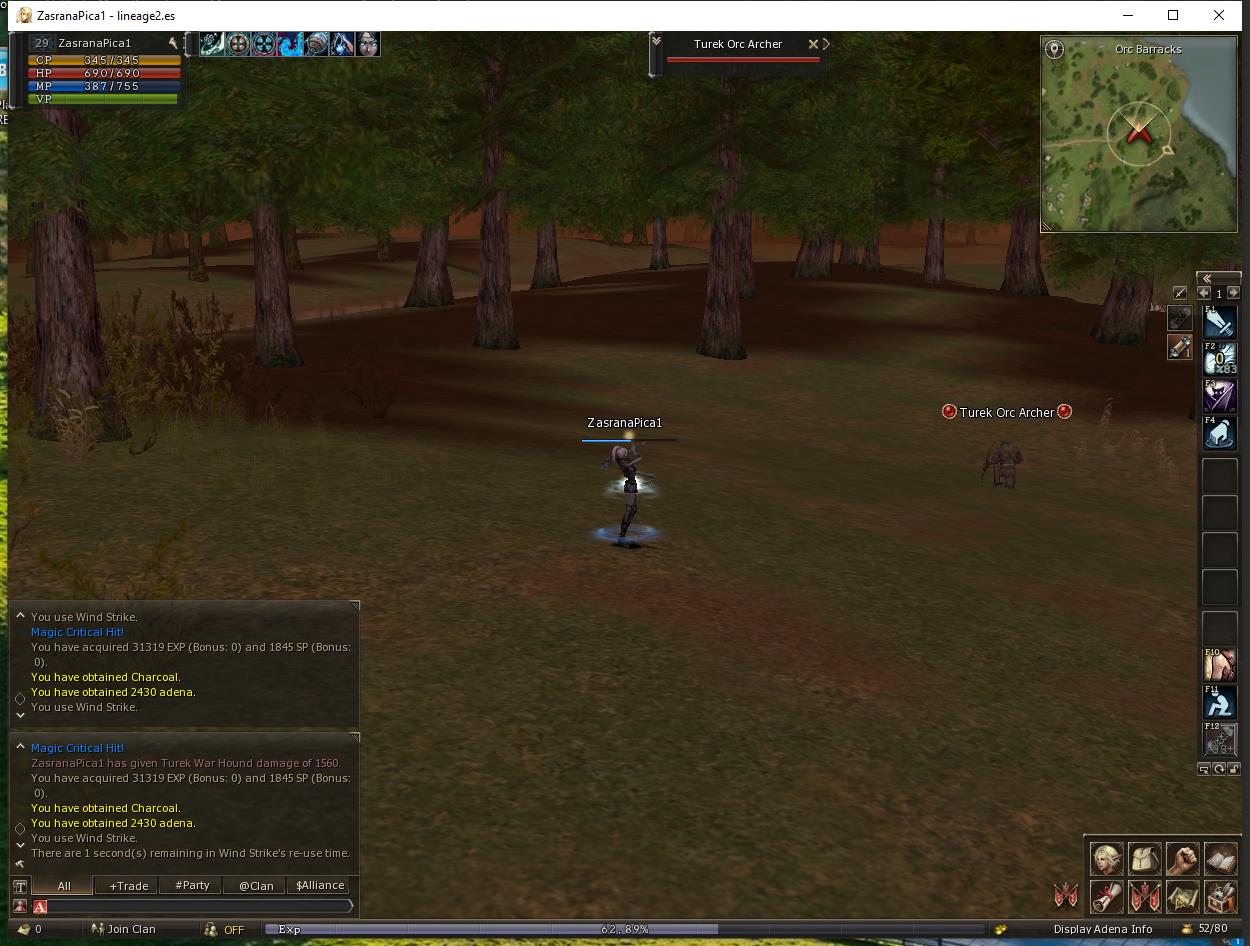 ZasranaPica1 - lineage2.es
29 ZasranaPica1
CP 345/345
HP 690/690
MP 387/755
VP
Turek Orc Archer
Orc Barracks
1
F1
F2
0
%83
F3
F4
1
ZasranaPica1
Turek Orc Archer
You use Wind Strike.
Magic Critical Hit!
You have acquired 31319 EXP (Bonus: 0) and 1845 SP (Bonus:
0).
You have obtained Charcoal.
You have obtained 2430 adena.
You use Wind Strike.
F10
F11
F12
99+
Magic Critical Hit!
ZasranaPica1 has given Turek War Hound damage of 1560.
You have acquired 31319 EXP (Bonus: 0) and 1845 SP (Bonus:
0).
You have obtained Charcoal.
You have obtained 2430 adena.
You use Wind Strike.
There are 1 second(s) remaining in Wind Strike's re-use time.
T All +Trade #Party @Clan $Alliance
A
0 Join Clan OFF Exp 62.89% Display Adena Info 52/80